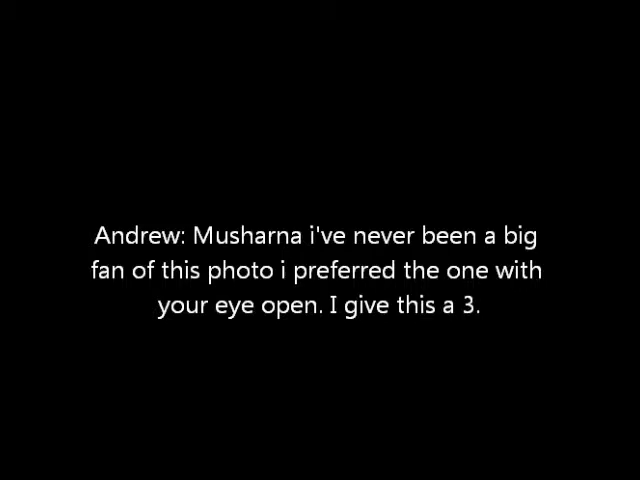 Andrew: Musharna i've never been a big
fan of this photo i preferred the one with
your eye open. I give this a 3.